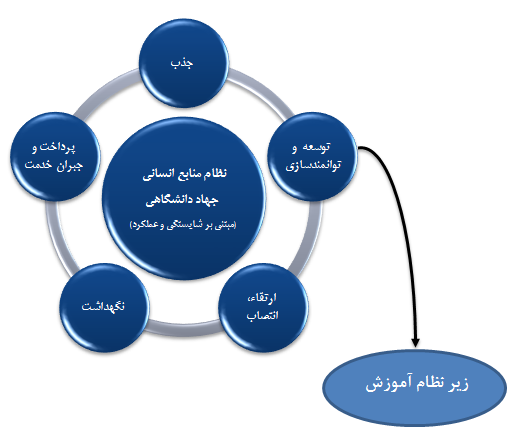 جذب
توسعه و
توانمندسازی
پرداخت و
جبران خدمت
نظام منابع انسانی
جهاد دانشگاهی
(مبتنی بر شایستگی و عملکرد)
ارتقاء،
انتصاب
نگهداشت
زیر نظام آموزش